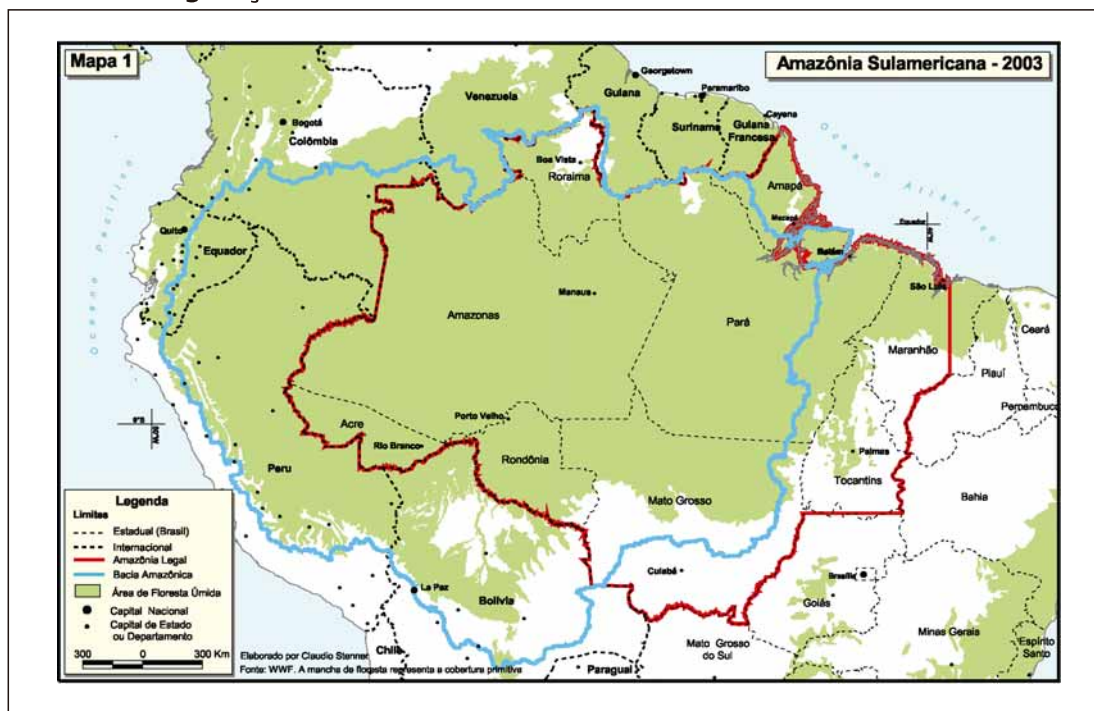 Mapa 1
Amazônia Sulamericana - 2003
Georgetown
Venezuela
Guiana
Paramaribo
Suriname
Cayena
Guiana
Francesa
Bogotá
Colômbia
Oceano Atlântico
Oceano Pacífico
Boa Vista
Roraima
Amapá
Macapá
Equador
Quito
Equador
Belém
São Luís
Manaus
Amazonas
Pará
Ceará
Maranhão
Piauí
Pernambuco
Porto Velho
Acre
Rio Branco
Rondônia
Palmas
Tocantins
Peru
Mato Grosso
Bahia
Cuiabá
Brasília
Goiás
La Paz
Bolivia
Minas Gerais
Mato Grosso
do Sul
Espírito
Santo
Chile
Paraguai
Legenda
Limites
Estadual (Brasil)
Internacional
Amazônia Legal
Bacia Amazônica
Área de Floresta Úmida
Capital Nacional
Capital de Estado
ou Departamento
300 0 300 Km
Elaborado por Claudio Stenner
Fonte: WWF. A mancha de floresta representa a cobertura primitiva